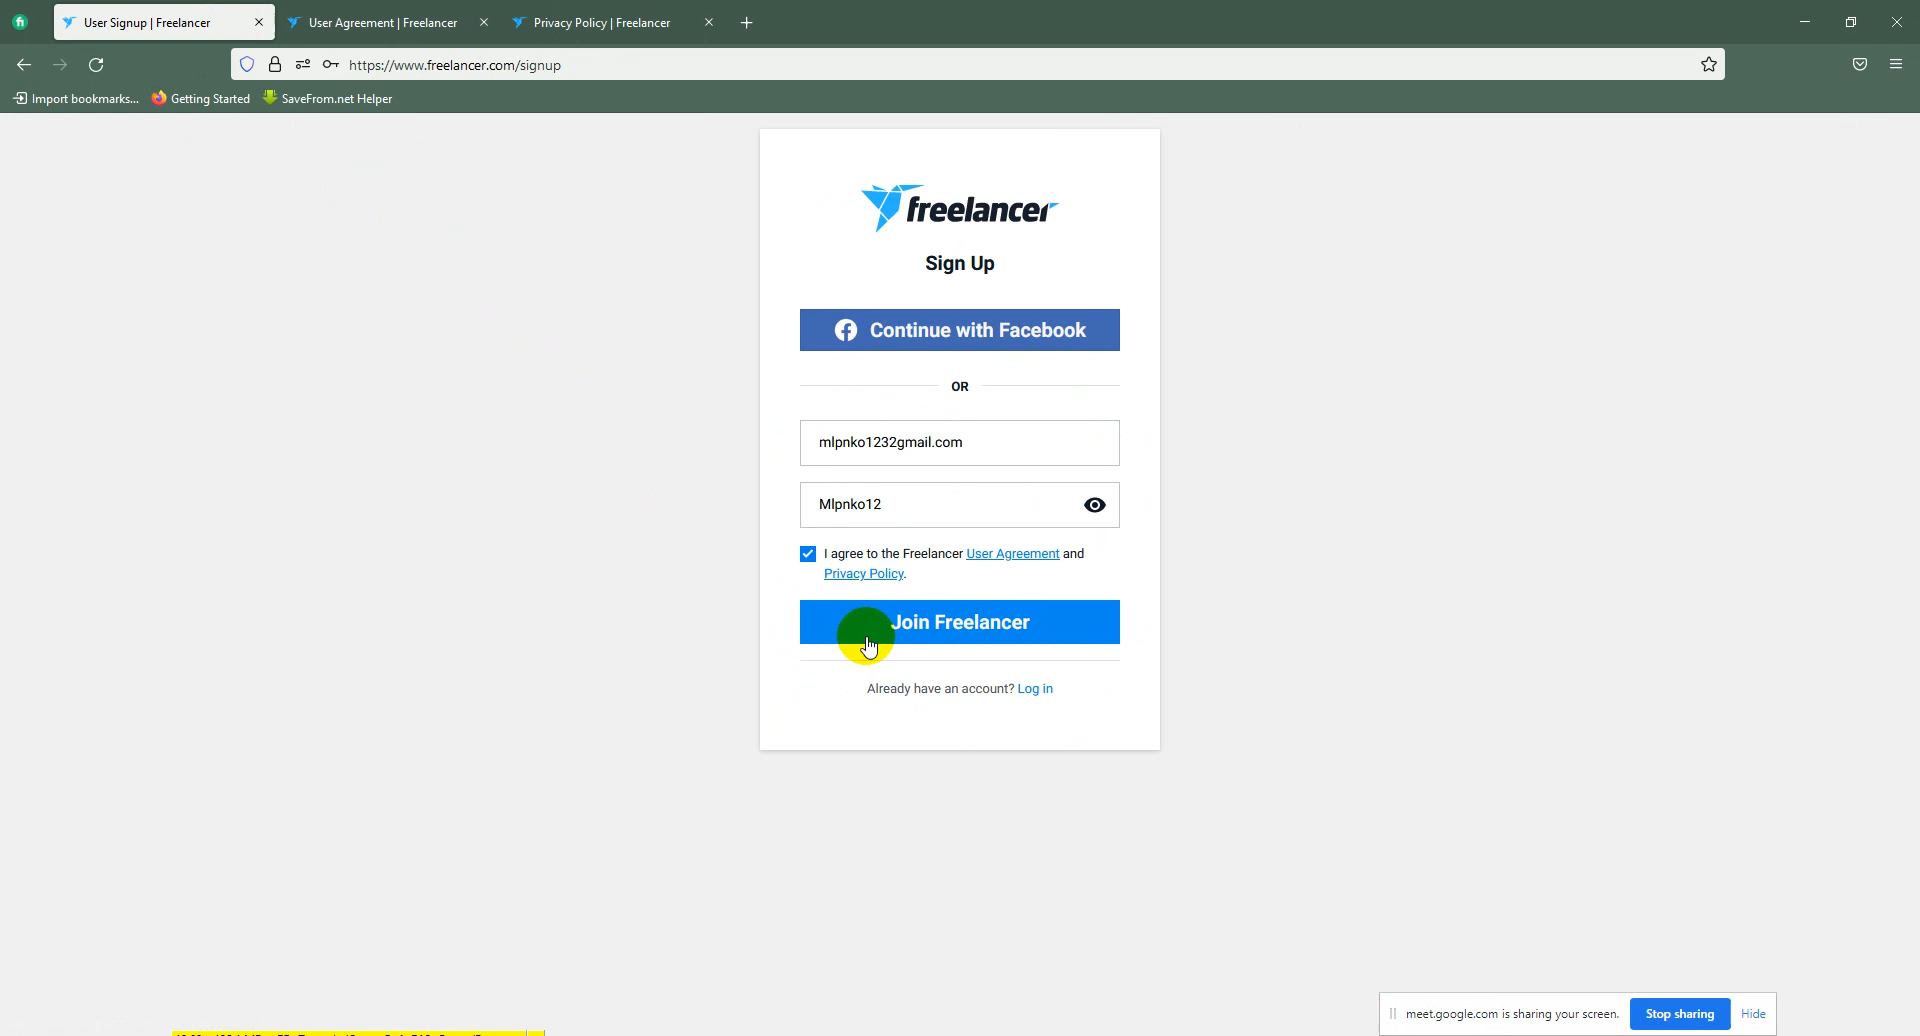 User Signup | Freelancer
User Agreement | Freelancer
Privacy Policy | Freelancer
https://www.freelancer.com/signup
Import bookmarks...
Getting Started
SaveFrom.net Helper
freelancer
Sign Up
Continue with Facebook
OR
mlpnko1232gmail.com
Mlpnko12
I agree to the Freelancer User Agreement and
Privacy Policy.
Join Freelancer
Already have an account? Log in
meet.google.com is sharing your screen.
Stop sharing
Hide